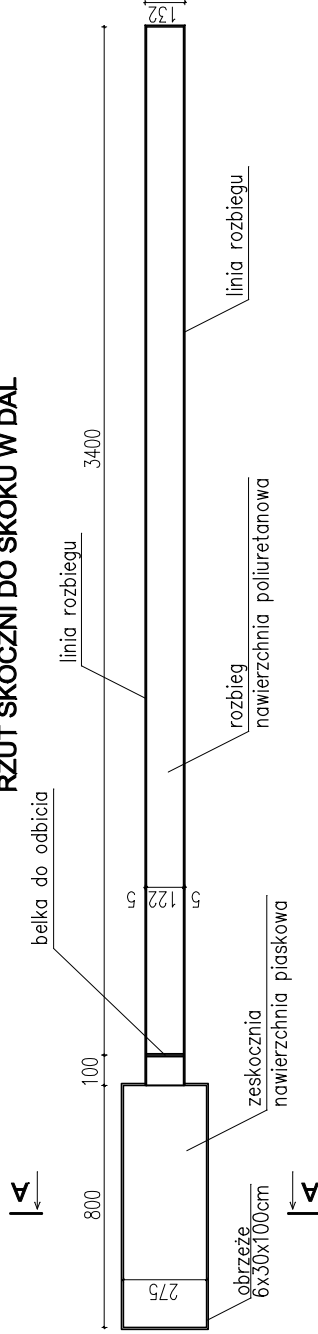 RZUT SKOCZNI DO SKOKU W DAL
belka do odbicia
linia rozbiegu
800
100
3400
132
275
5
122
5
obrzeże
6x30x100cm
zeskocznia
nawierzchnia piaskowa
rozbieg
nawierzchnia poliuretanowa
linia rozbiegu
A
A